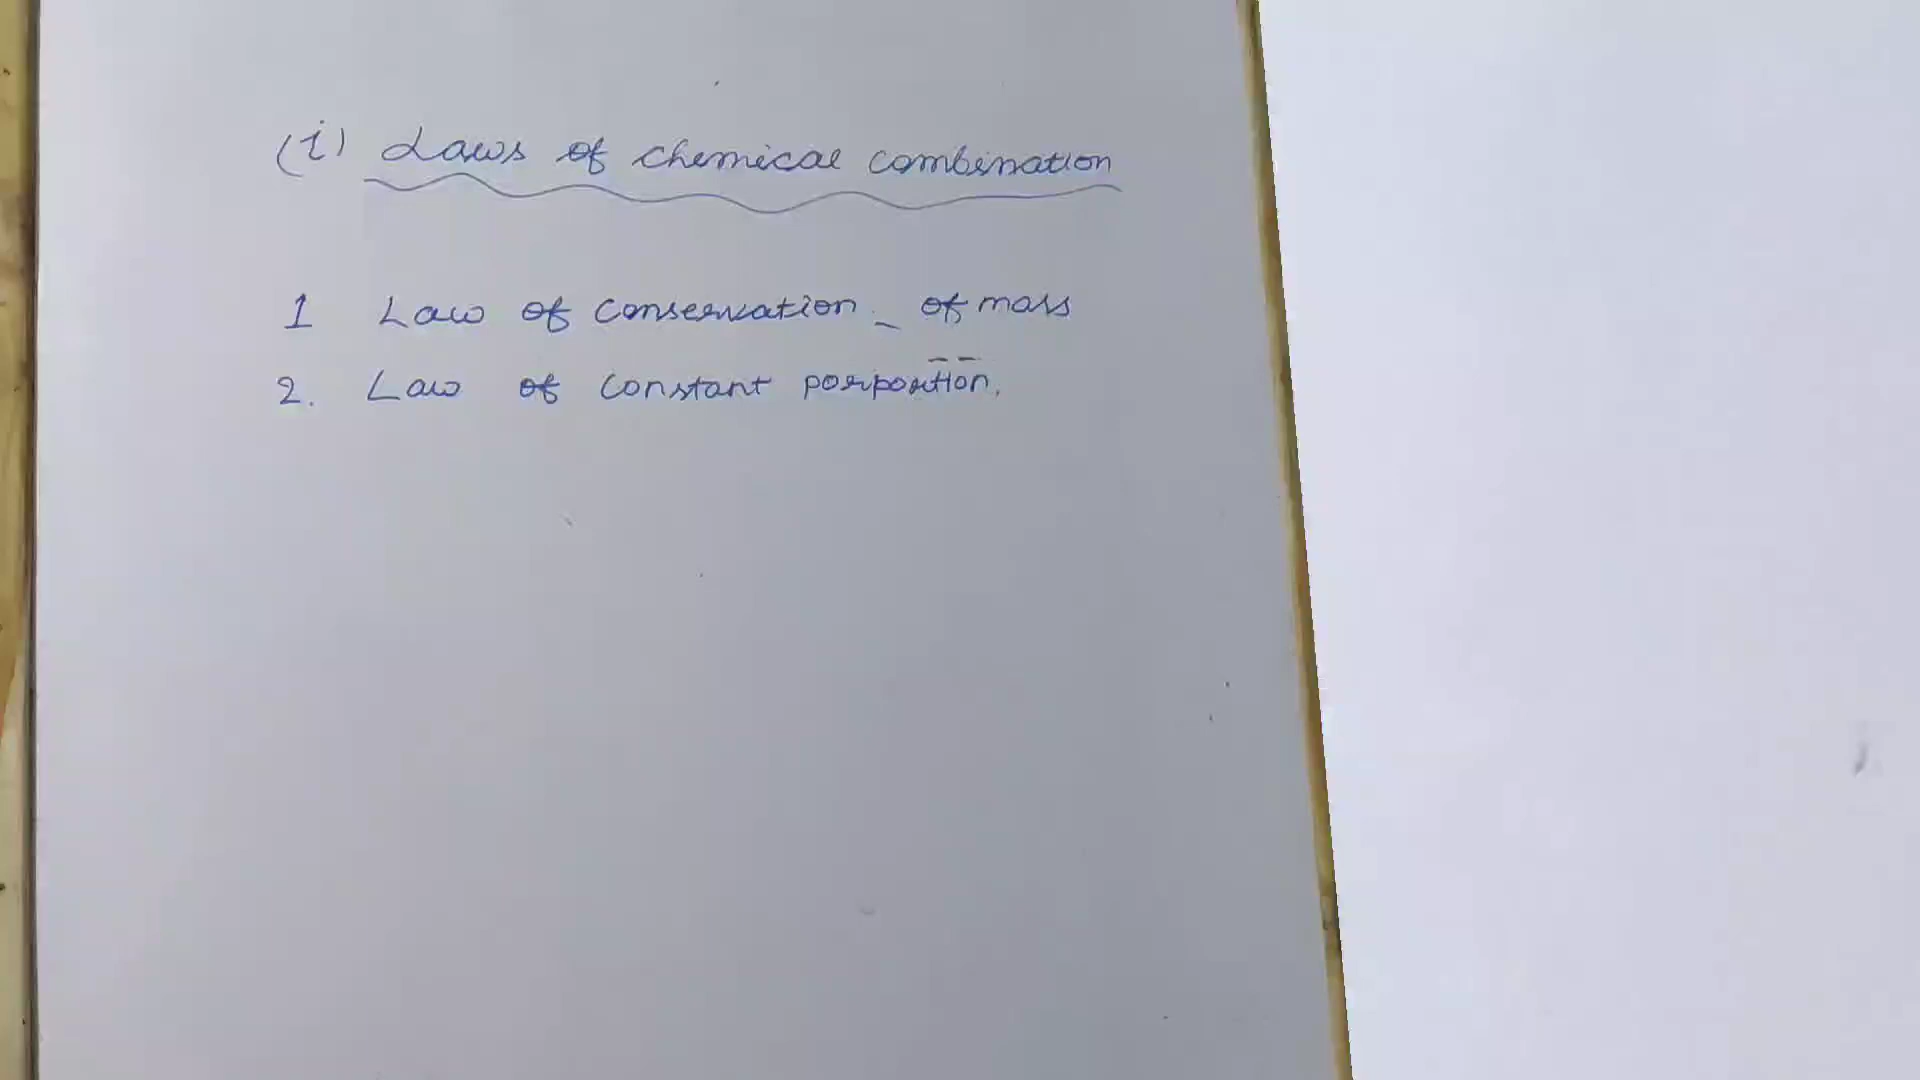 (i) Laws of chemical combination
1 Law of conservation of mass
2. Law of constant porportion.